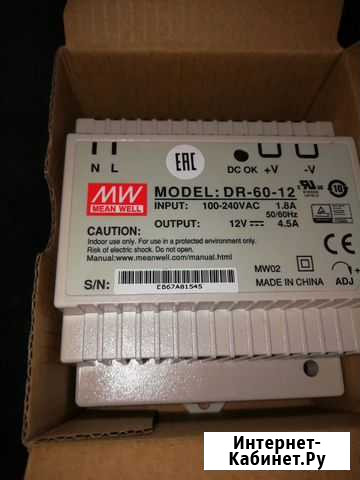 N L
EAC
DC OK
+V
-V
MW
MEAN WELL
MODEL: DR-60-12
INPUT: 100-240VAC 1.8A
50/60Hz
OUTPUT: 12V 4.5A
CAUTION:
Indoor use only. For use in a protected environment only.
Risk of electric shock. Do not open.
Manual:www.meanwell.com/manual.html
S/N:
EB67A81545
MW02
MADE IN CHINA
- +
ADJ
Интернет-
Кабинет.Ру